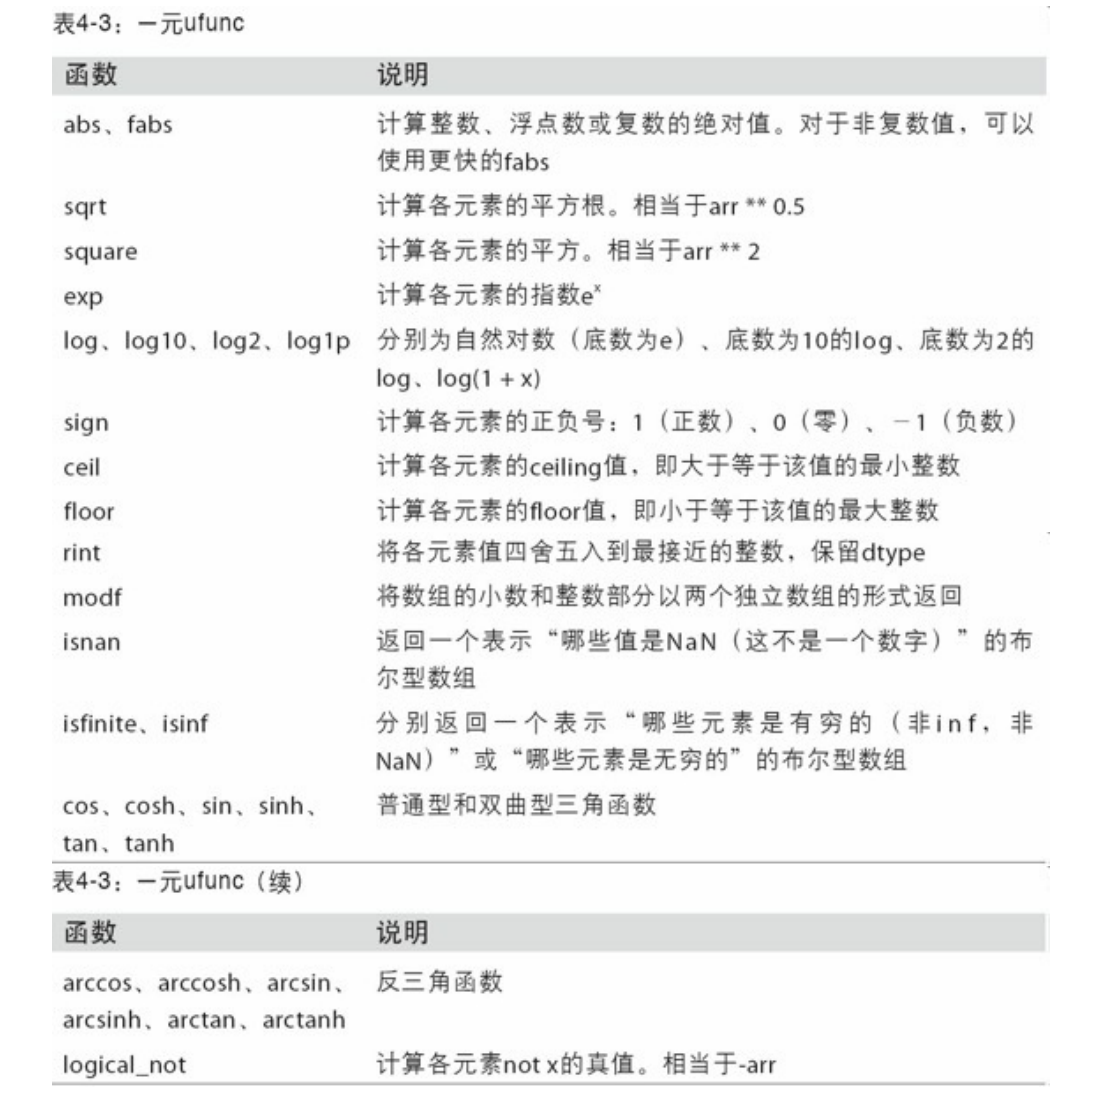 表4-3：一元ufunc
函数 说明
abs、fabs 计算整数、浮点数或复数的绝对值。对于非复数值，可以
使用更快的fabs
sqrt 计算各元素的平方根。相当于arr ** 0.5
square 计算各元素的平方。相当于arr ** 2
exp 计算各元素的指数eˣ
log、log10、log2、log1p 分别为自然对数（底数为e）、底数为10的log、底数为2的
log、log(1 + x)
sign 计算各元素的正负号：1（正数）、0（零）、－1（负数）
ceil 计算各元素的ceiling值，即大于等于该值的最小整数
floor 计算各元素的floor值，即小于等于该值的最大整数
rint 将各元素值四舍五入到最接近的整数，保留dtype
modf 将数组的小数和整数部分以两个独立数组的形式返回
isnan 返回一个表示“哪些值是NaN（这不是一个数字）”的布
尔型数组
isfinite、isinf 分别返回一个表示“哪些元素是有穷的（非inf，非
NaN）”或“哪些元素是无穷的”的布尔型数组
cos、cosh、sin、sinh、 普通型和双曲型三角函数
tan、tanh
表4-3：一元ufunc（续）
函数 说明
arccos、arccosh、arcsin、 反三角函数
arcsinh、arctan、arctanh
logical_not 计算各元素not x的真值。相当于-arr